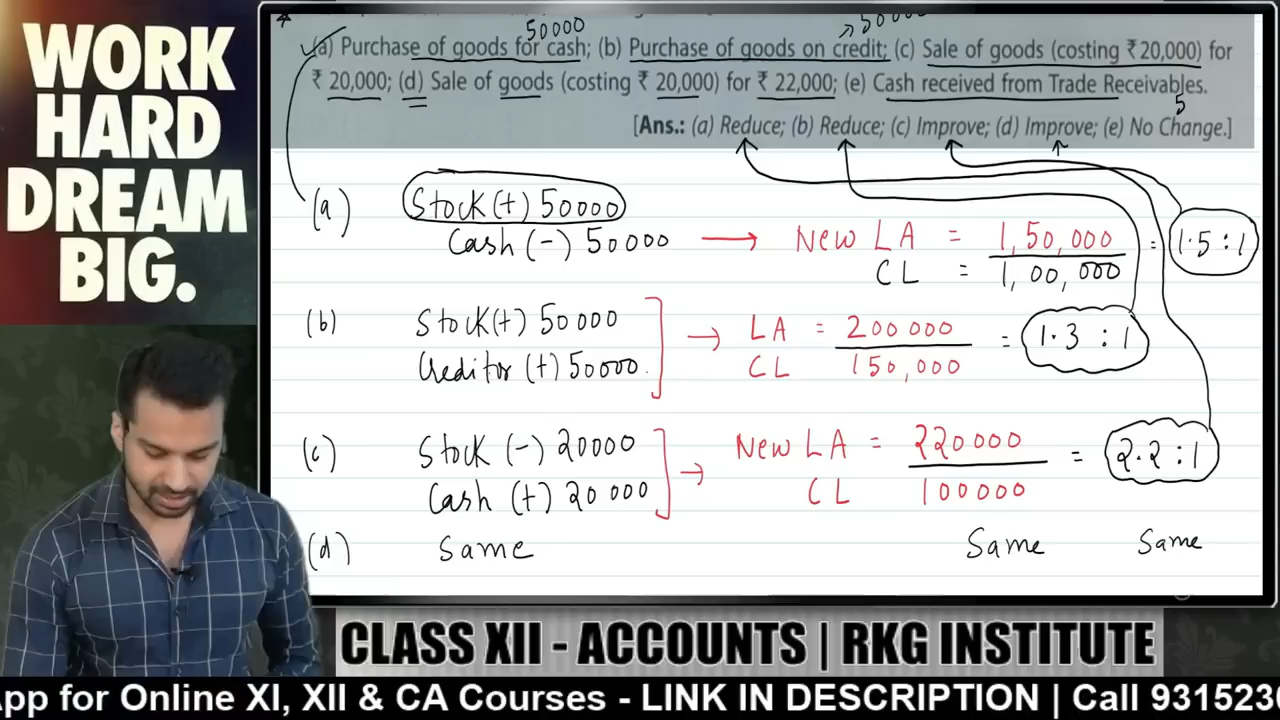 WORK
HARD
DREAM
BIG.
50000
50000
(a) Purchase of goods for cash; (b) Purchase of goods on credit; (c) Sale of goods (costing ₹ 20,000) for
₹ 20,000; (d) Sale of goods (costing ₹ 20,000) for ₹ 22,000; (e) Cash received from Trade Receivables.
5
[Ans.: (a) Reduce; (b) Reduce; (c) Improve; (d) Improve; (e) No Change.]
(a) Stock (+) 50000
Cash (-) 50000 → New LA = 1,50,000 = 1.5 : 1
CL = 1,00,000
(b) Stock (+) 50000 → LA = 200000 = 1.3 : 1
Creditor (+) 50000. CL 150,000
(c) Stock (-) 20000 → New LA = 220000 = 2.2 : 1
Cash (+) 20000 CL 100000
(d) Same Same Same
CLASS XII - ACCOUNTS | RKG INSTITUTE
App for Online XI, XII & CA Courses - LINK IN DESCRIPTION | Call 9315236